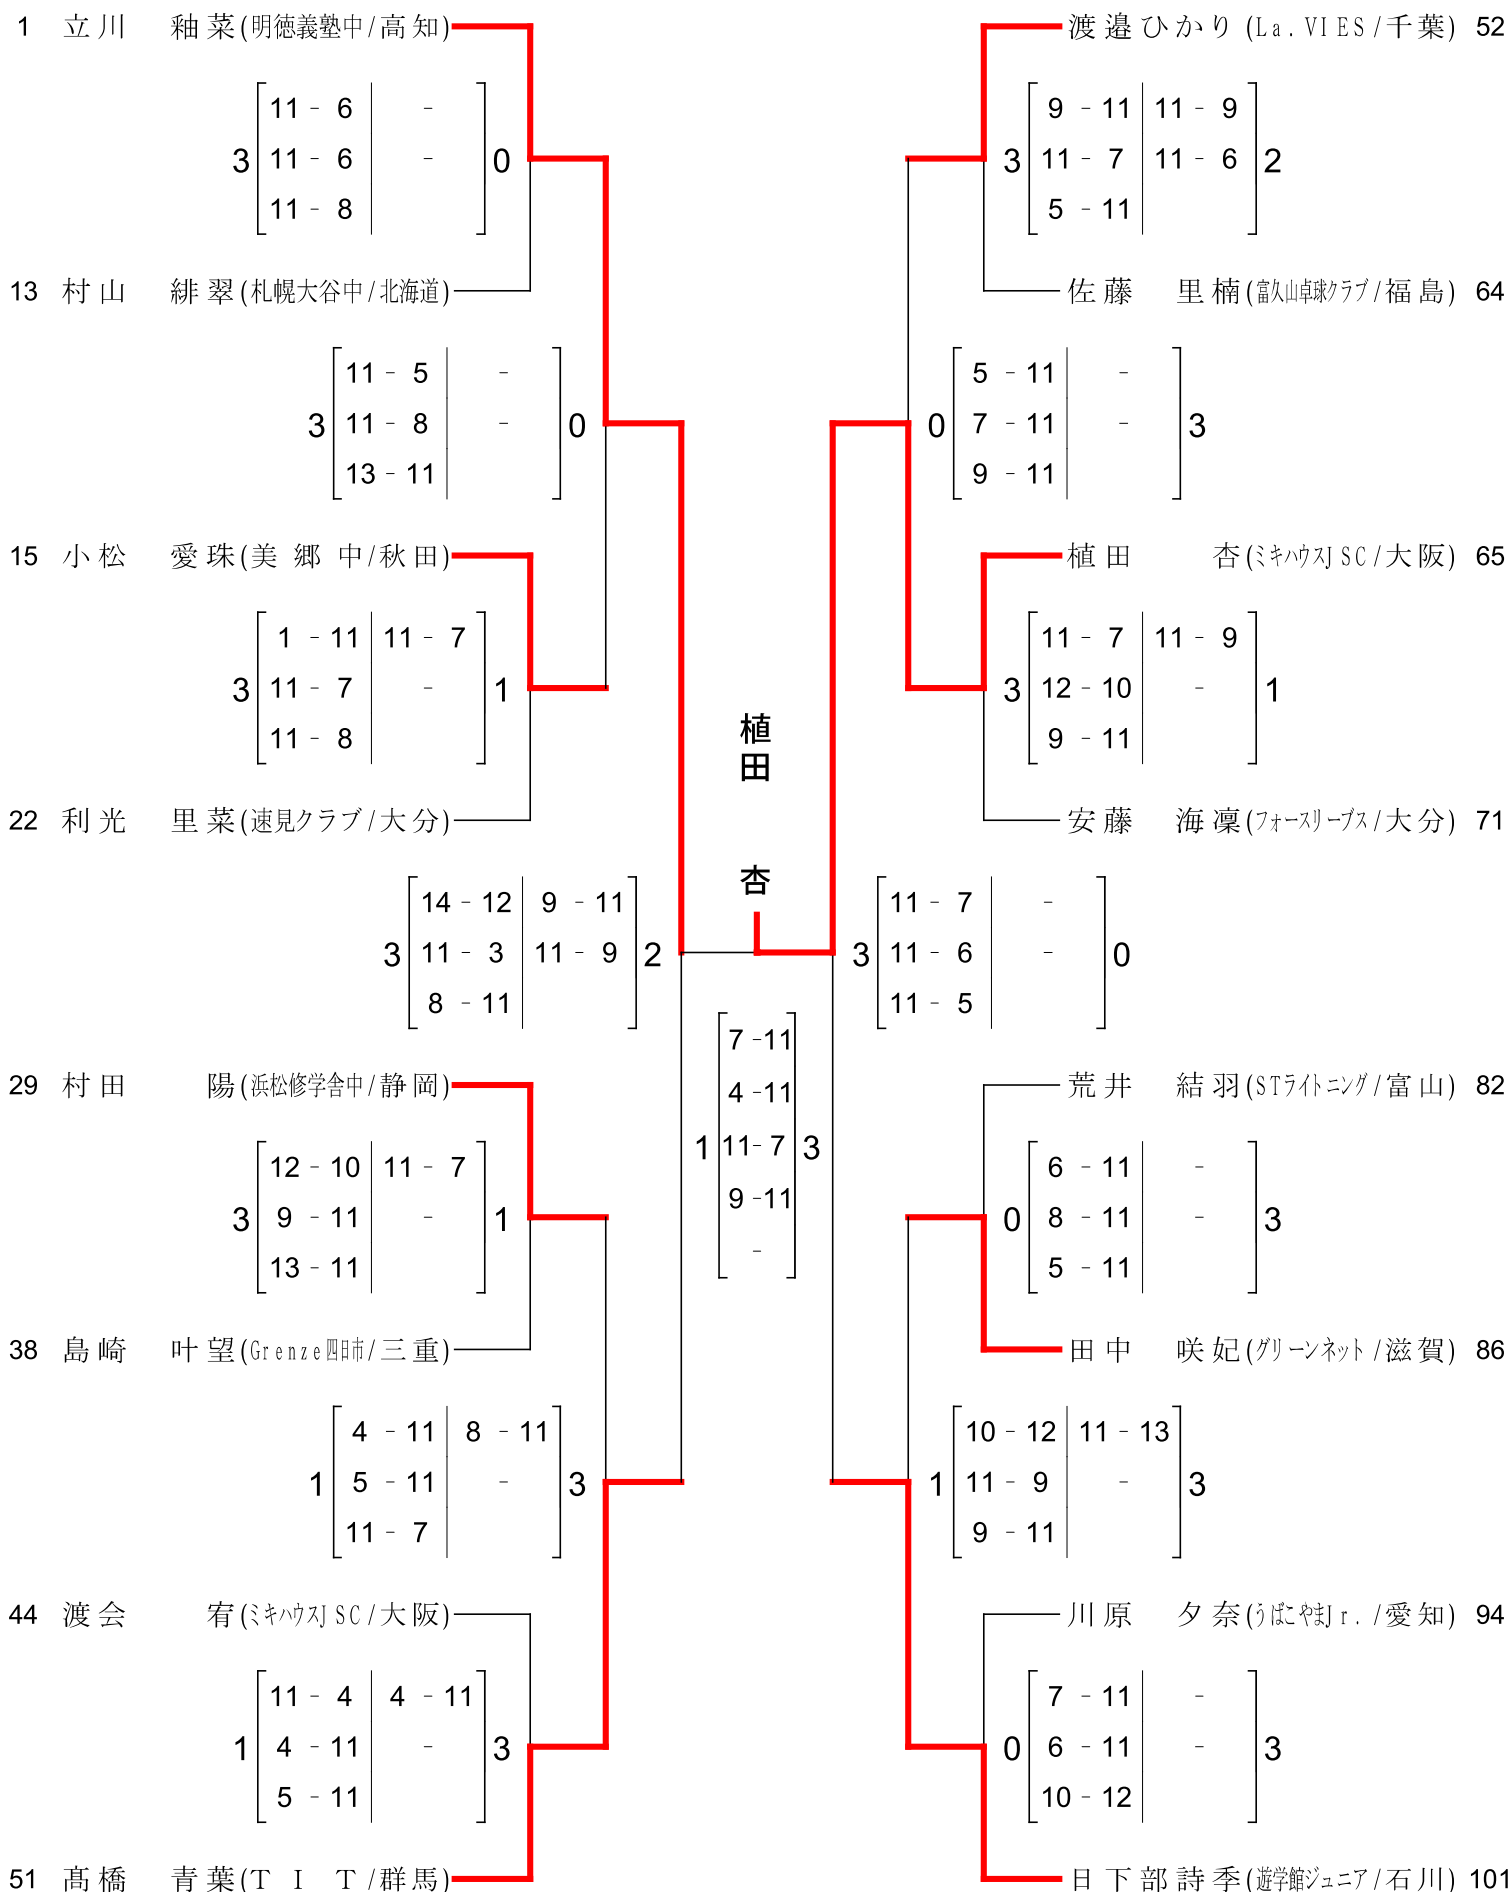 1 立川 釉菜(明徳義塾中/高知)
渡邉ひかり(La.VIES/千葉) 52
3 11 - 6 - 0
11 - 6 -
11 - 8
3 9 - 11 11 - 9 2
11 - 7 11 - 6
5 - 11
13 村山 緋翠(札幌大谷中/北海道)
佐藤 里楠(富久山卓球クラブ/福島) 64
3 11 - 5 - 0
11 - 8 -
13 - 11
0 5 - 11 - 3
7 - 11 -
9 - 11
15 小松 愛珠(美郷中/秋田)
植田 杏(ミキハウスJSC/大阪) 65
3 1 - 11 11 - 7 1
11 - 7 -
11 - 8
3 11 - 7 11 - 9 1
12 - 10 -
9 - 11
植田 杏
22 利光 里菜(速見クラブ/大分)
安藤 海凜(フォースリーブス/大分) 71
3 14 - 12 9 - 11 2
11 - 3 11 - 9
8 - 11
3 11 - 7 - 0
11 - 6 -
11 - 5
1 7 - 11 3
4 - 11
11 - 7
9 - 11
-
29 村田 陽(浜松修学舎中/静岡)
荒井 結羽(STライトニング/富山) 82
3 12 - 10 11 - 7 1
9 - 11 -
13 - 11
0 6 - 11 - 3
8 - 11 -
5 - 11
38 島崎 叶望(Grenze四日市/三重)
田中 咲妃(グリーンネット/滋賀) 86
1 4 - 11 8 - 11 3
5 - 11 -
11 - 7
1 10 - 12 11 - 13 3
11 - 9 -
9 - 11
44 渡会 宥(ミキハウスJSC/大阪)
川原 夕奈(うばこやまJr./愛知) 94
1 11 - 4 4 - 11 3
4 - 11 -
5 - 11
0 7 - 11 - 3
6 - 11 -
10 - 12
51 髙橋 青葉(TIT/群馬)
日下部詩季(遊学館ジュニア/石川) 101